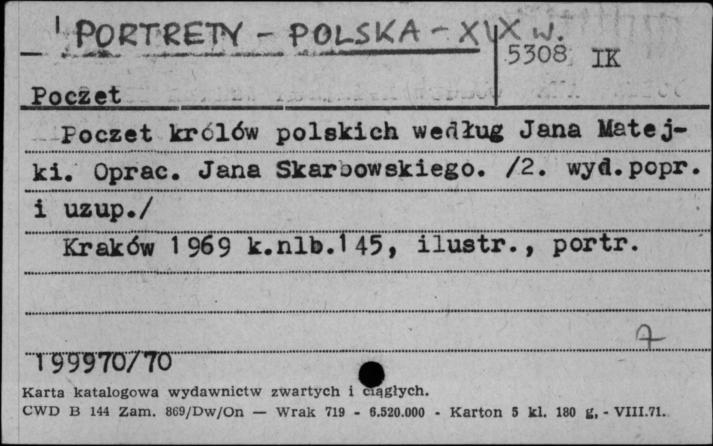 PORTRETY - POLSKA - XIX w.
5308 IK
Poczet
Poczet królów polskich według Jana Matej-
ki. Oprac. Jana Skarbowskiego. /2. wyd.popr.
i uzup./
Kraków 1969 k.nlb.145, ilustr., portr.
7
199970/70
Karta katalogowa wydawnictw zwartych i ciągłych.
CWD B 144 Zam. 869/Dw/On — Wrak 719 - 6.520.000 - Karton 5 kl. 180 g, - VIII.71.